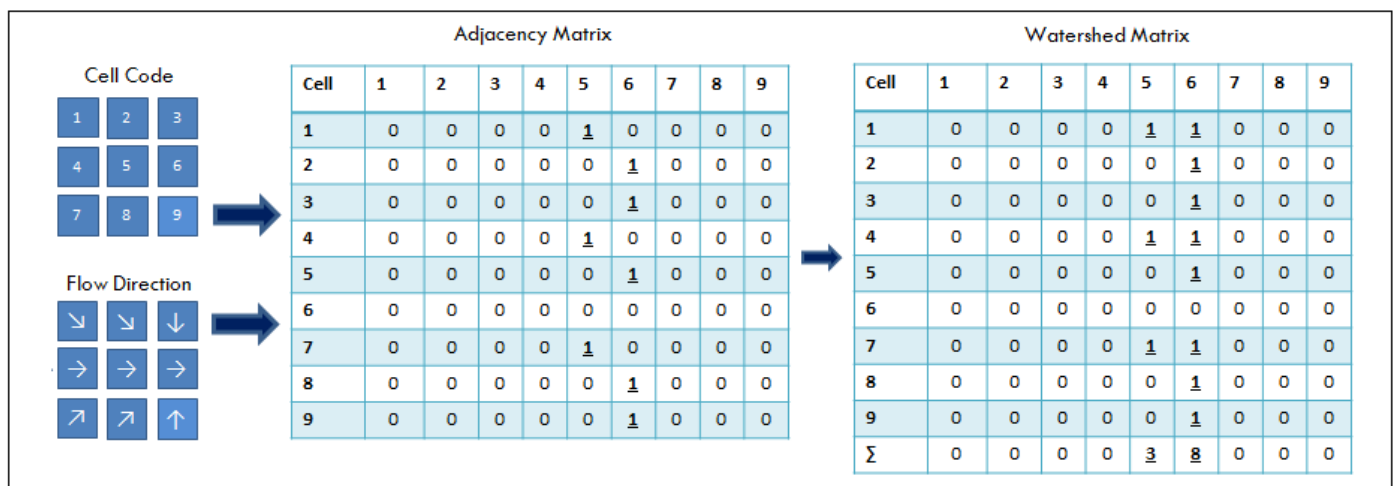 Adjacency Matrix
Watershed Matrix
Cell Code
1 2 3
4 5 6
7 8 9
Flow Direction
↘ ↘ ↓
→ → →
↗ ↗ ↑
Cell 1 2 3 4 5 6 7 8 9
1 0 0 0 0 1 0 0 0 0
2 0 0 0 0 0 1 0 0 0
3 0 0 0 0 0 1 0 0 0
4 0 0 0 0 1 0 0 0 0
5 0 0 0 0 0 1 0 0 0
6 0 0 0 0 0 0 0 0 0
7 0 0 0 0 1 0 0 0 0
8 0 0 0 0 0 1 0 0 0
9 0 0 0 0 0 1 0 0 0
Cell 1 2 3 4 5 6 7 8 9
1 0 0 0 0 1 1 0 0 0
2 0 0 0 0 0 1 0 0 0
3 0 0 0 0 0 1 0 0 0
4 0 0 0 0 1 1 0 0 0
5 0 0 0 0 0 1 0 0 0
6 0 0 0 0 0 0 0 0 0
7 0 0 0 0 1 1 0 0 0
8 0 0 0 0 0 1 0 0 0
9 0 0 0 0 0 1 0 0 0
Σ 0 0 0 0 3 8 0 0 0